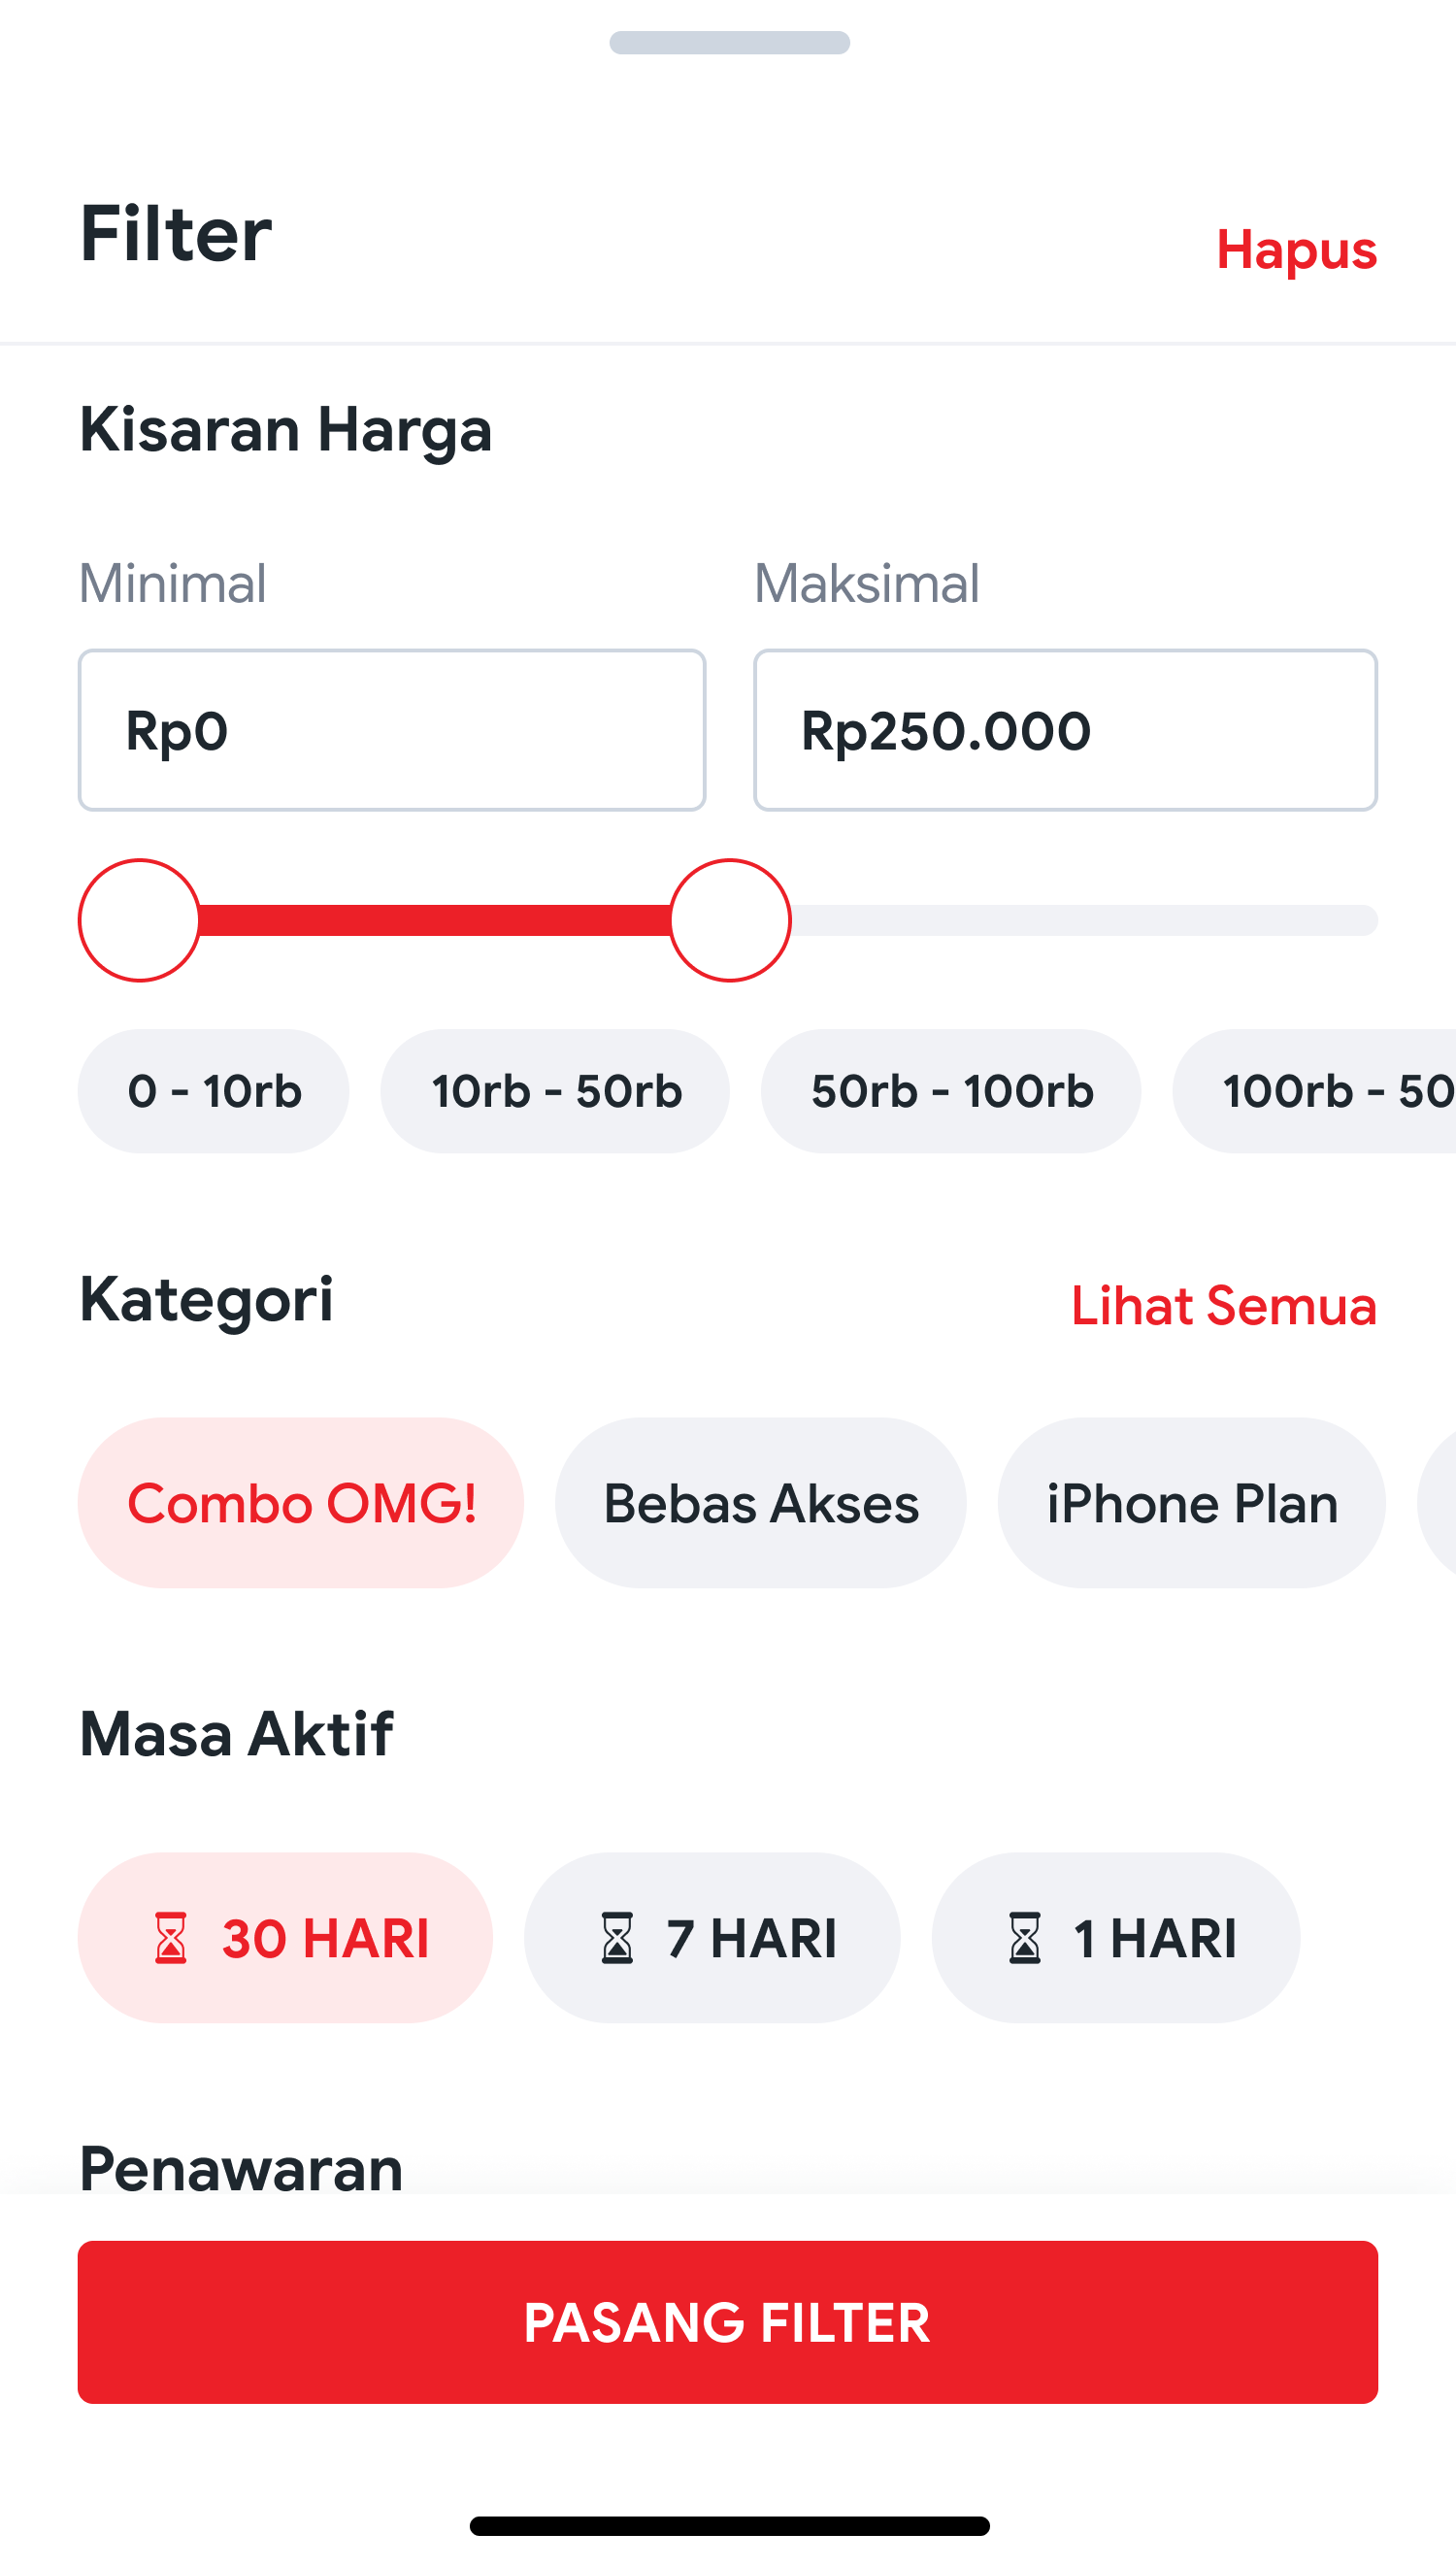 Filter
Hapus
Kisaran Harga
Minimal
Maksimal
Rp0
Rp250.000
0 - 10rb
10rb - 50rb
50rb - 100rb
100rb - 50
Kategori
Lihat Semua
Combo OMG!
Bebas Akses
iPhone Plan
Masa Aktif
30 HARI
7 HARI
1 HARI
Penawaran
PASANG FILTER